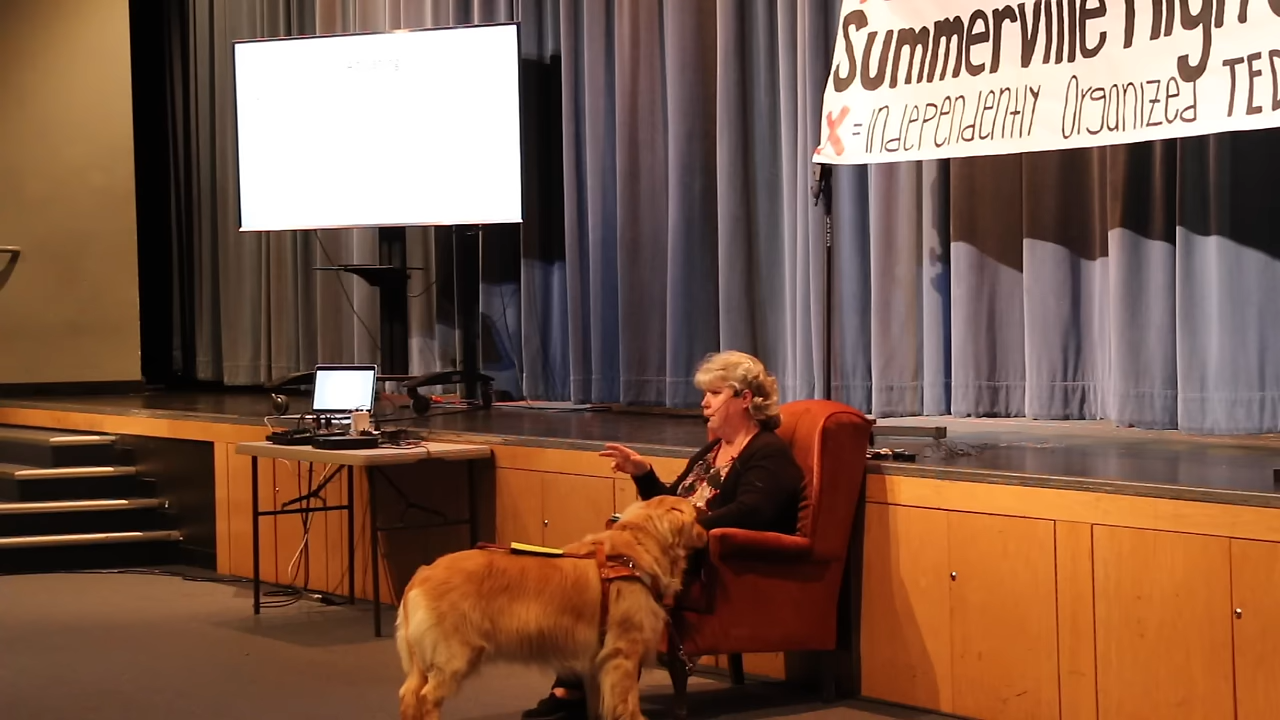 Summerville High
X = Independently Organized TED